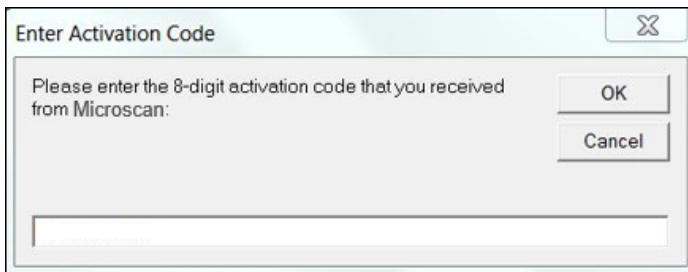 Enter Activation Code
Please enter the 8-digit activation code that you received
from Microscan:
OK
Cancel